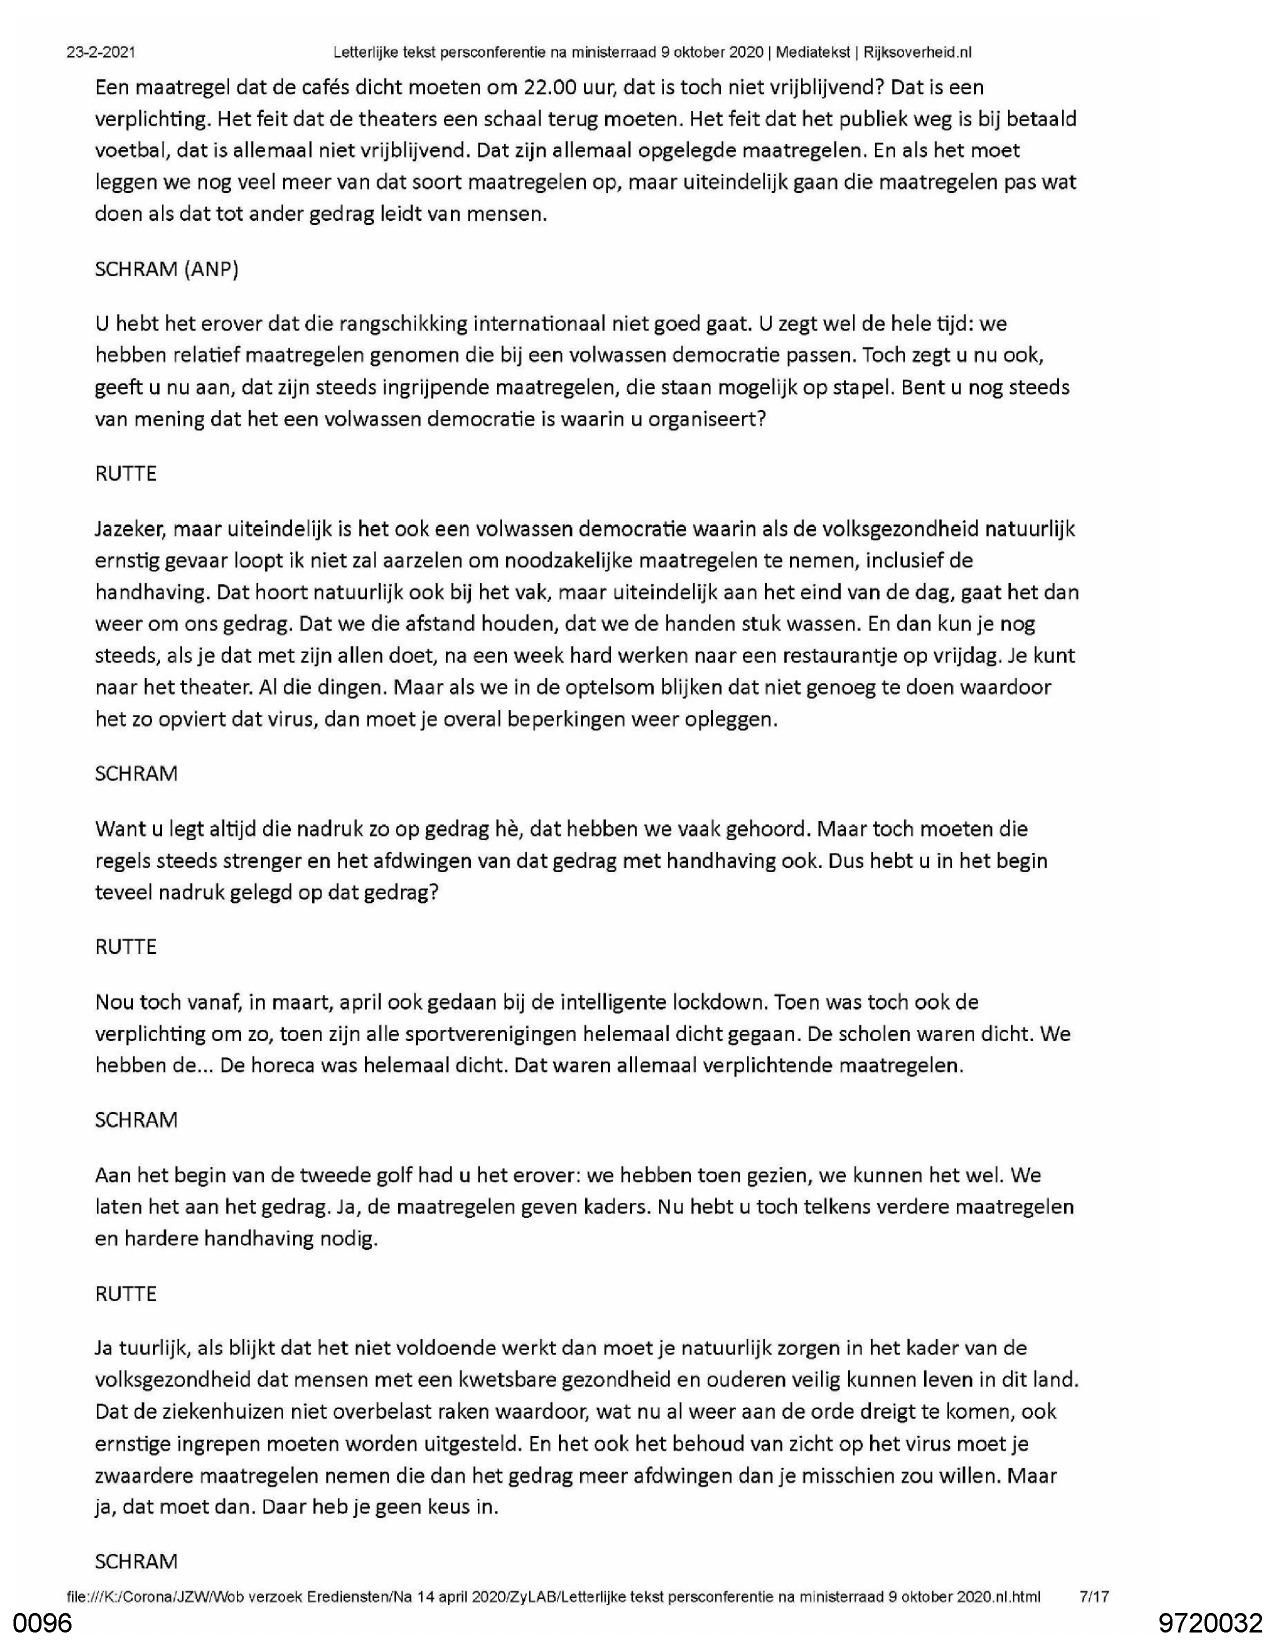 23-2-2021 Letterlijke tekst persconferentie na ministerraad 9 oktober 2020 | Mediatekst | Rijksoverheid.nl
Een maatregel dat de cafés dicht moeten om 22.00 uur, dat is toch niet vrijblijvend? Dat is een
verplichting. Het feit dat de theaters een schaal terug moeten. Het feit dat het publiek weg is bij betaald
voetbal, dat is allemaal niet vrijblijvend. Dat zijn allemaal opgelegde maatregelen. En als het moet
leggen we nog veel meer van dat soort maatregelen op, maar uiteindelijk gaan die maatregelen pas wat
doen als dat tot ander gedrag leidt van mensen.
SCHRAM (ANP)
U hebt het erover dat die rangschikking internationaal niet goed gaat. U zegt wel de hele tijd: we
hebben relatief maatregelen genomen die bij een volwassen democratie passen. Toch zegt u nu ook,
geeft u nu aan, dat zijn steeds ingrijpende maatregelen, die staan mogelijk op stapel. Bent u nog steeds
van mening dat het een volwassen democratie is waarin u organiseert?
RUTTE
Jazeker, maar uiteindelijk is het ook een volwassen democratie waarin als de volksgezondheid natuurlijk
ernstig gevaar loopt ik niet zal aarzelen om noodzakelijke maatregelen te nemen, inclusief de
handhaving. Dat hoort natuurlijk ook bij het vak, maar uiteindelijk aan het eind van de dag, gaat het dan
weer om ons gedrag. Dat we die afstand houden, dat we de handen stuk wassen. En dan kun je nog
steeds, als je dat met zijn allen doet, na een week hard werken naar een restaurantje op vrijdag. Je kunt
naar het theater. Al die dingen. Maar als we in de optelsom blijken dat niet genoeg te doen waardoor
het zo opviert dat virus, dan moet je overal beperkingen weer opleggen.
SCHRAM
Want u legt altijd die nadruk zo op gedrag hè, dat hebben we vaak gehoord. Maar toch moeten die
regels steeds strenger en het afdwingen van dat gedrag met handhaving ook. Dus hebt u in het begin
teveel nadruk gelegd op dat gedrag?
RUTTE
Nou toch vanaf, in maart, april ook gedaan bij de intelligente lockdown. Toen was toch ook de
verplichting om zo, toen zijn alle sportverenigingen helemaal dicht gegaan. De scholen waren dicht. We
hebben de... De horeca was helemaal dicht. Dat waren allemaal verplichtende maatregelen.
SCHRAM
Aan het begin van de tweede golf had u het erover: we hebben toen gezien, we kunnen het wel. We
laten het aan het gedrag. Ja, de maatregelen geven kaders. Nu hebt u toch telkens verdere maatregelen
en hardere handhaving nodig.
RUTTE
Ja tuurlijk, als blijkt dat het niet voldoende werkt dan moet je natuurlijk zorgen in het kader van de
volksgezondheid dat mensen met een kwetsbare gezondheid en ouderen veilig kunnen leven in dit land.
Dat de ziekenhuizen niet overbelast raken waardoor, wat nu al weer aan de orde dreigt te komen, ook
ernstige ingrepen moeten worden uitgesteld. En het ook het behoud van zicht op het virus moet je
zwaardere maatregelen nemen die dan het gedrag meer afdwingen dan je misschien zou willen. Maar
ja, dat moet dan. Daar heb je geen keus in.
SCHRAM
file:///K:/Corona/JZW/Wob verzoek Erediensten/Na 14 april 2020/ZyLAB/Letterlijke tekst persconferentie na ministerraad 9 oktober 2020.nl.html 7/17
0096 9720032